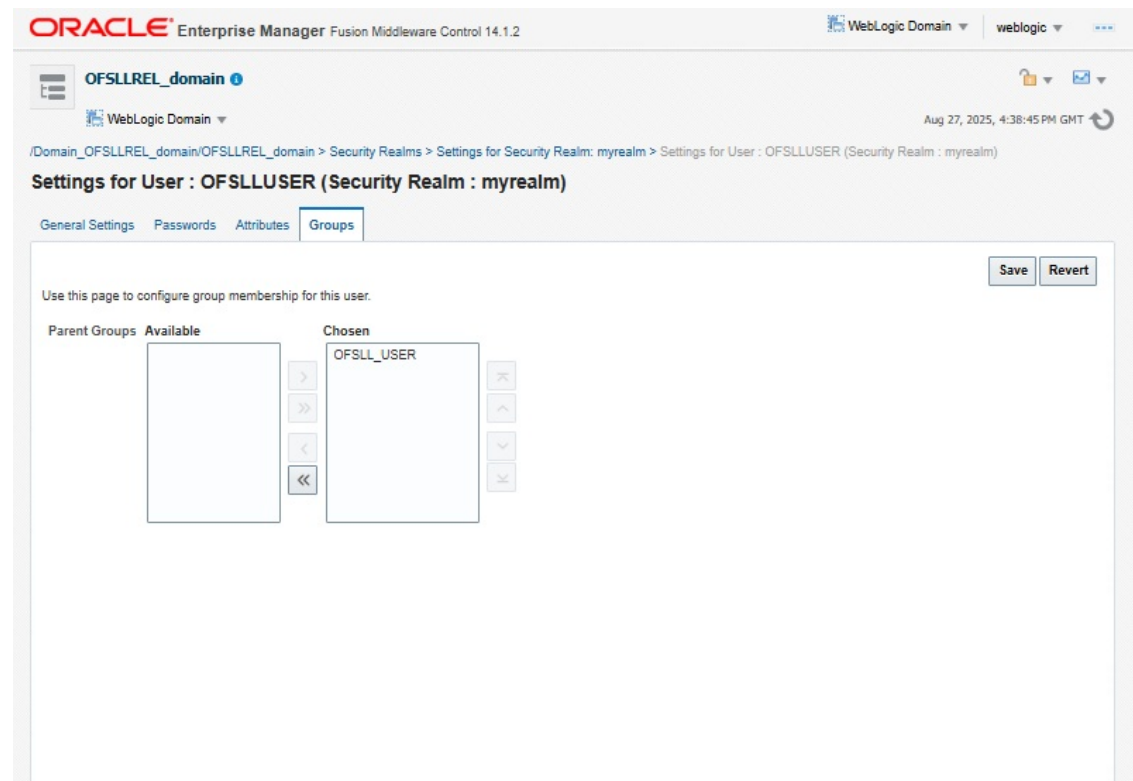 ORACLE Enterprise Manager Fusion Middleware Control 14.1.2
WebLogic Domain weblogic
OFSLLREL_domain
WebLogic Domain
Aug 27, 2025, 4:38:45 PM GMT
/Domain_OFSLLREL_domain/OFSLLREL_domain > Security Realms > Settings for Security Realm: myrealm > Settings for User : OFSLLUSER (Security Realm : myrealm)
Settings for User : OFSLLUSER (Security Realm : myrealm)
General Settings Passwords Attributes Groups
Save Revert
Use this page to configure group membership for this user.
Parent Groups Available Chosen
OFSLL_USER